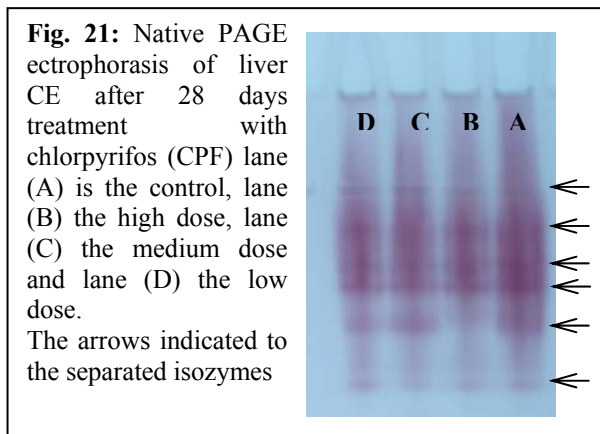 Fig. 21: Native PAGE
ectrophorasis of liver
CE after 28 days
treatment with
chlorpyrifos (CPF) lane
(A) is the control, lane
(B) the high dose, lane
(C) the medium dose
and lane (D) the low
dose.
The arrows indicated to
the separated isozymes
D C B A